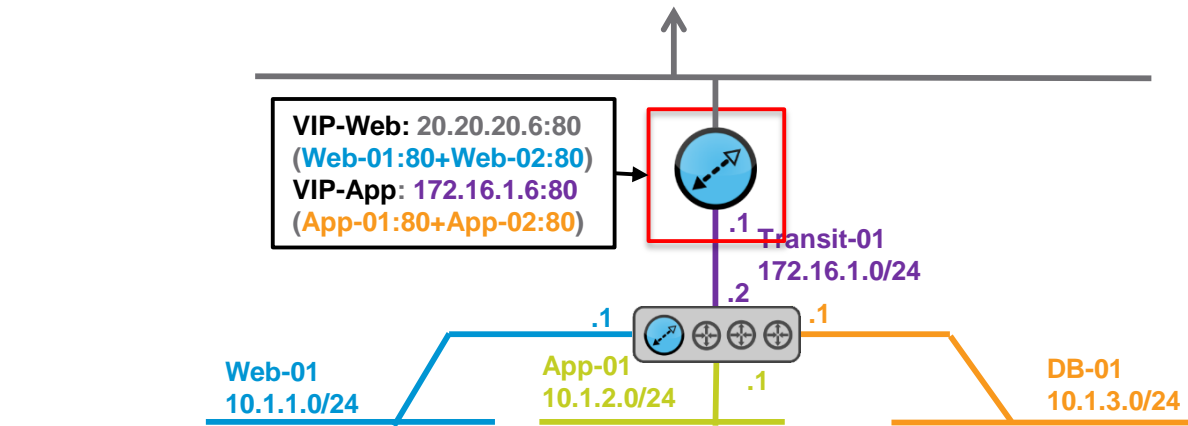 VIP-Web: 20.20.20.6:80
(Web-01:80+Web-02:80)
VIP-App: 172.16.1.6:80
(App-01:80+App-02:80)
.1
Transit-01
172.16.1.0/24
.2
.1
.1
Web-01
10.1.1.0/24
App-01
10.1.2.0/24
.1
DB-01
10.1.3.0/24